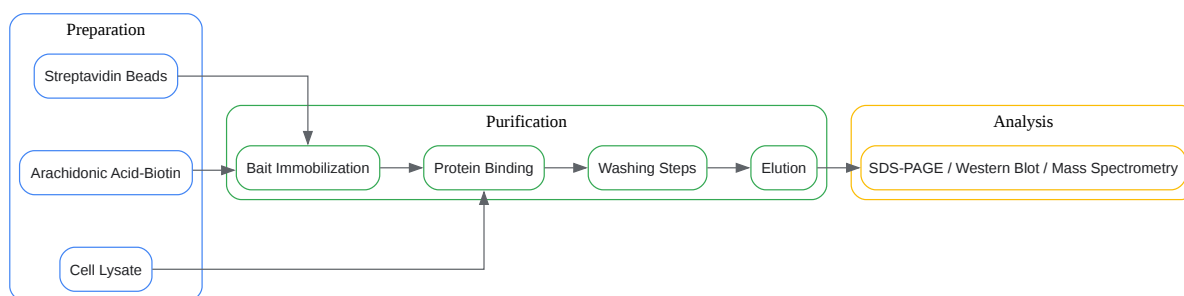 Preparation
Streptavidin Beads
Arachidonic Acid-Biotin
Cell Lysate
Purification
Bait Immobilization
Protein Binding
Washing Steps
Elution
Analysis
SDS-PAGE / Western Blot / Mass Spectrometry